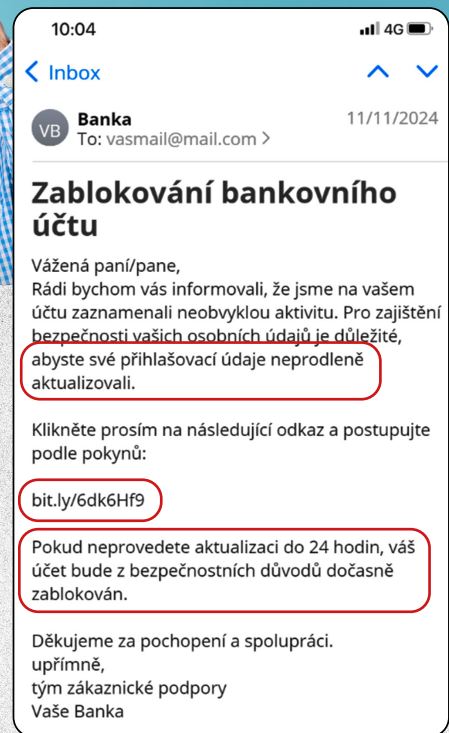 10:04
4G
Inbox
VB
Banka
11/11/2024
To: vasmail@mail.com >
Zablokování bankovního
účtu
Vážená paní/pane,
Rádi bychom vás informovali, že jsme na vašem
účtu zaznamenali neobvyklou aktivitu. Pro zajištění
bezpečnosti vašich osobních údajů je důležité,
abyste své přihlašovací údaje neprodleně
aktualizovali.
Klikněte prosím na následující odkaz a postupujte
podle pokynů:
bit.ly/6dk6Hf9
Pokud neprovedete aktualizaci do 24 hodin, váš
účet bude z bezpečnostních důvodů dočasně
zablokován.
Děkujeme za pochopení a spolupráci.
upřímně,
tým zákaznické podpory
Vaše Banka